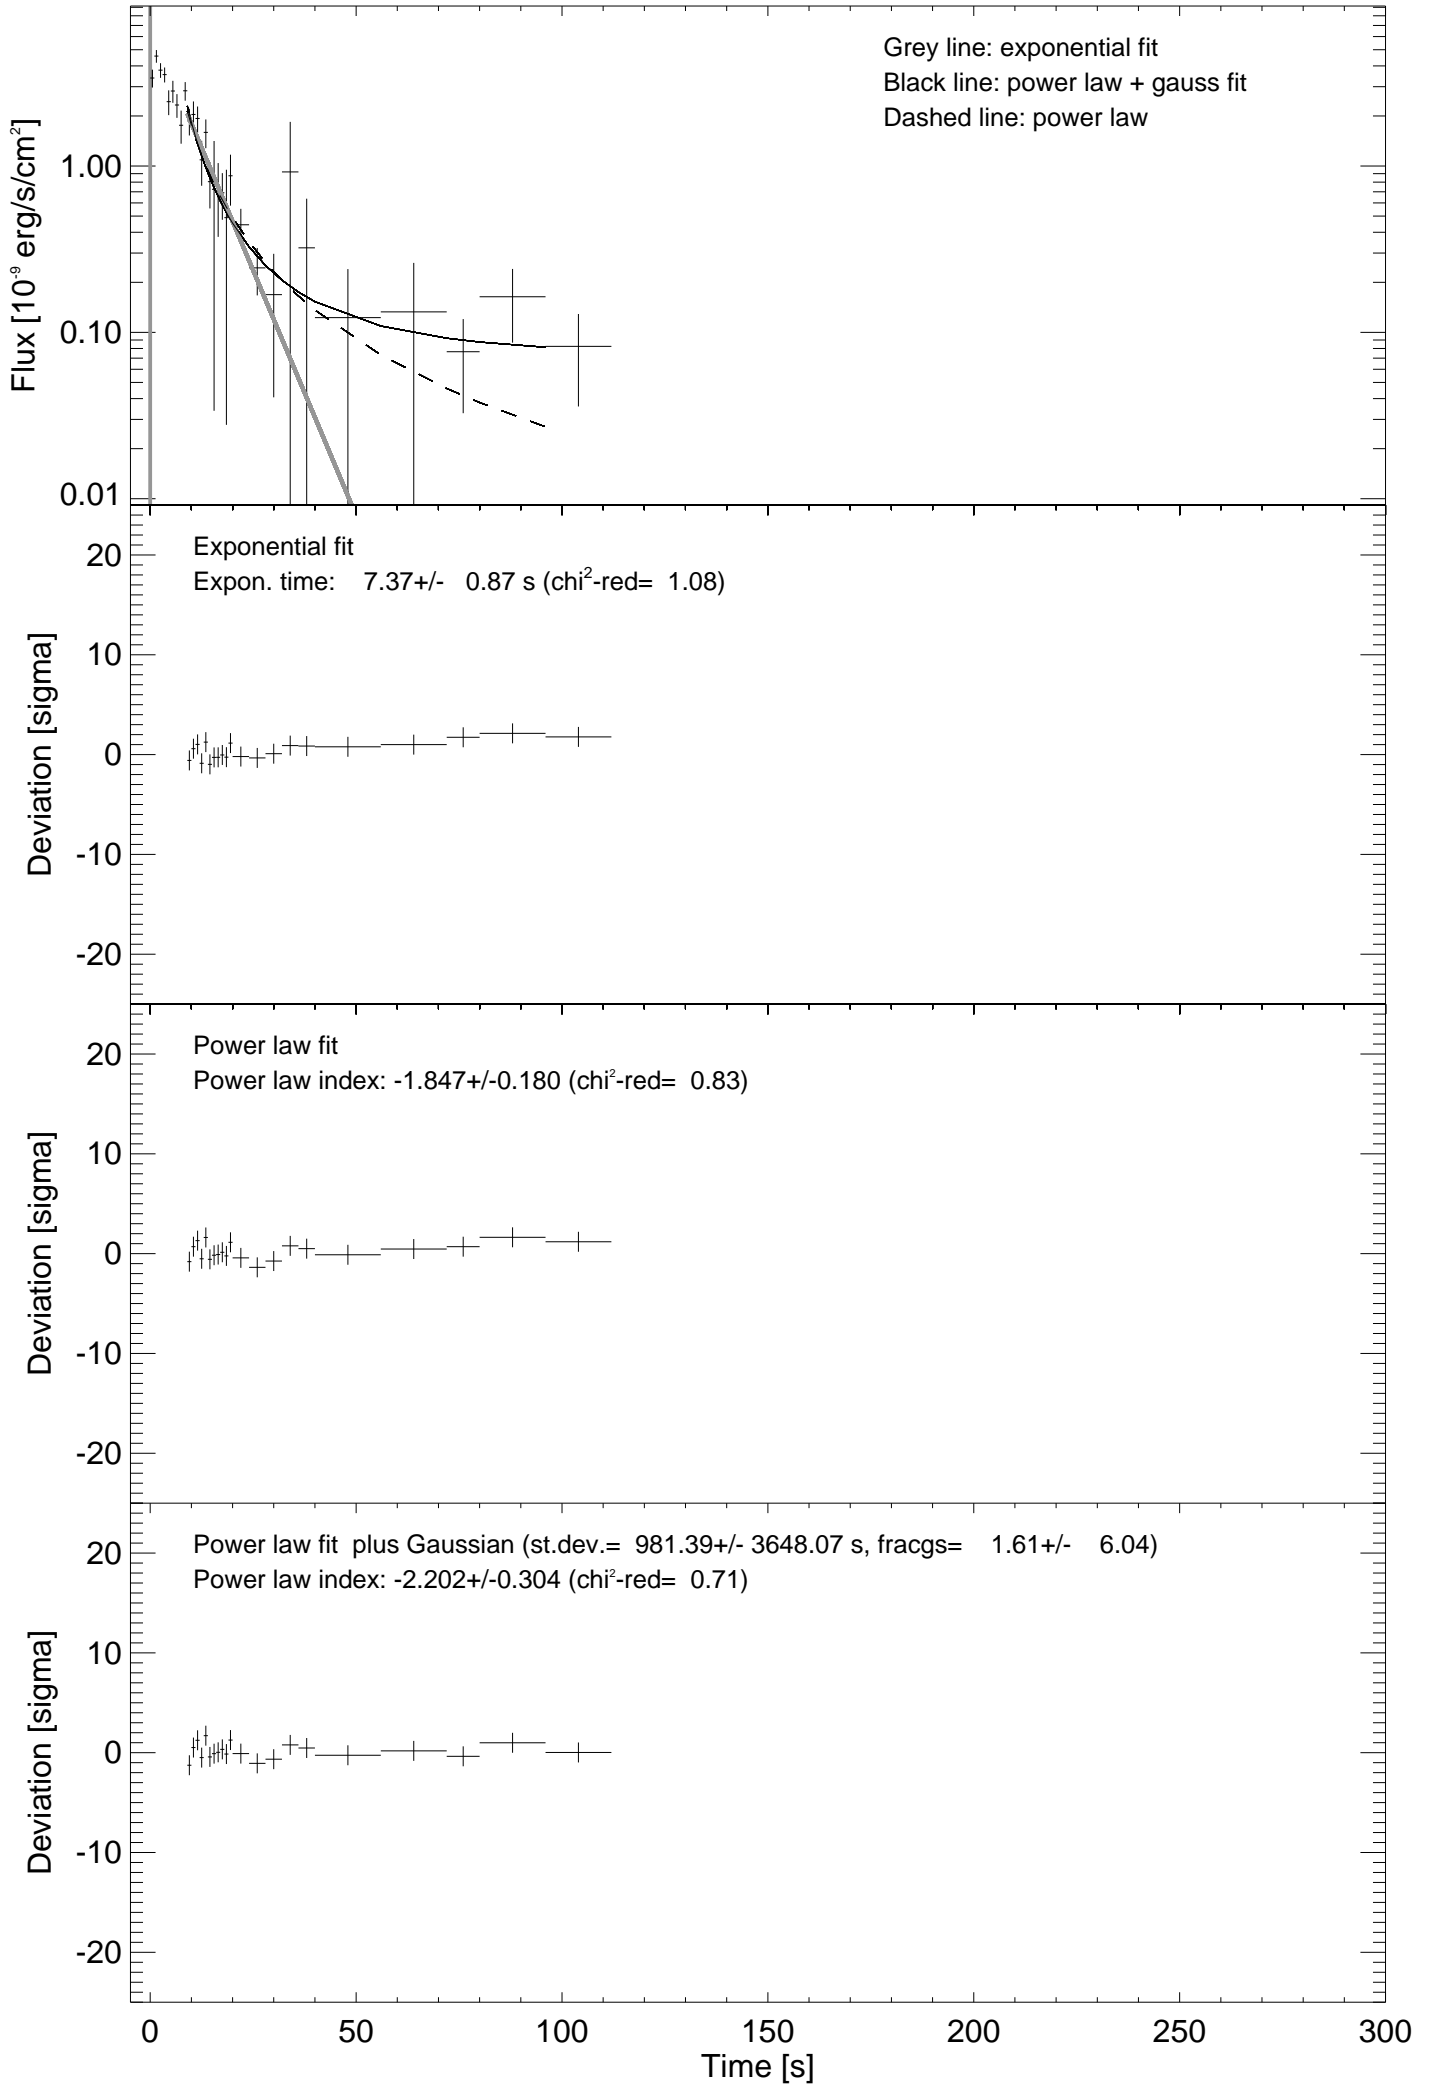 Grey line: exponential fit
Black line: power law + gauss fit
Dashed line: power law
Flux [10⁻⁹ erg/s/cm²]
1.00
0.10
0.01
Exponential fit
Expon. time: 7.37+/- 0.87 s (chi²-red= 1.08)
Deviation [sigma]
20
10
0
-10
-20
Power law fit
Power law index: -1.847+/-0.180 (chi²-red= 0.83)
Deviation [sigma]
20
10
0
-10
-20
Power law fit plus Gaussian (st.dev.= 981.39+/- 3648.07 s, fracgs= 1.61+/- 6.04)
Power law index: -2.202+/-0.304 (chi²-red= 0.71)
Deviation [sigma]
20
10
0
-10
-20
0 50 100 150 200 250 300
Time [s]